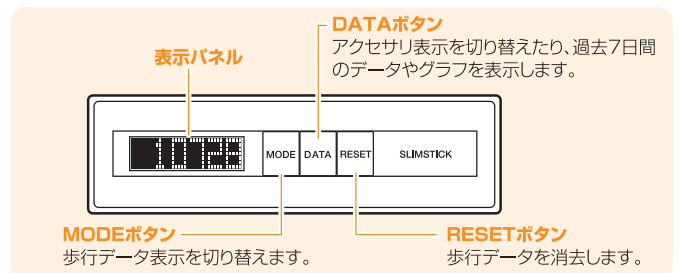 DATAボタン
アクセサリ表示を切り替えたり、過去7日間
のデータやグラフを表示します。
表示パネル
MODE DATA RESET SLIMSTICK
MODEボタン
歩行データ表示を切り替えます。
RESETボタン
歩行データを消去します。